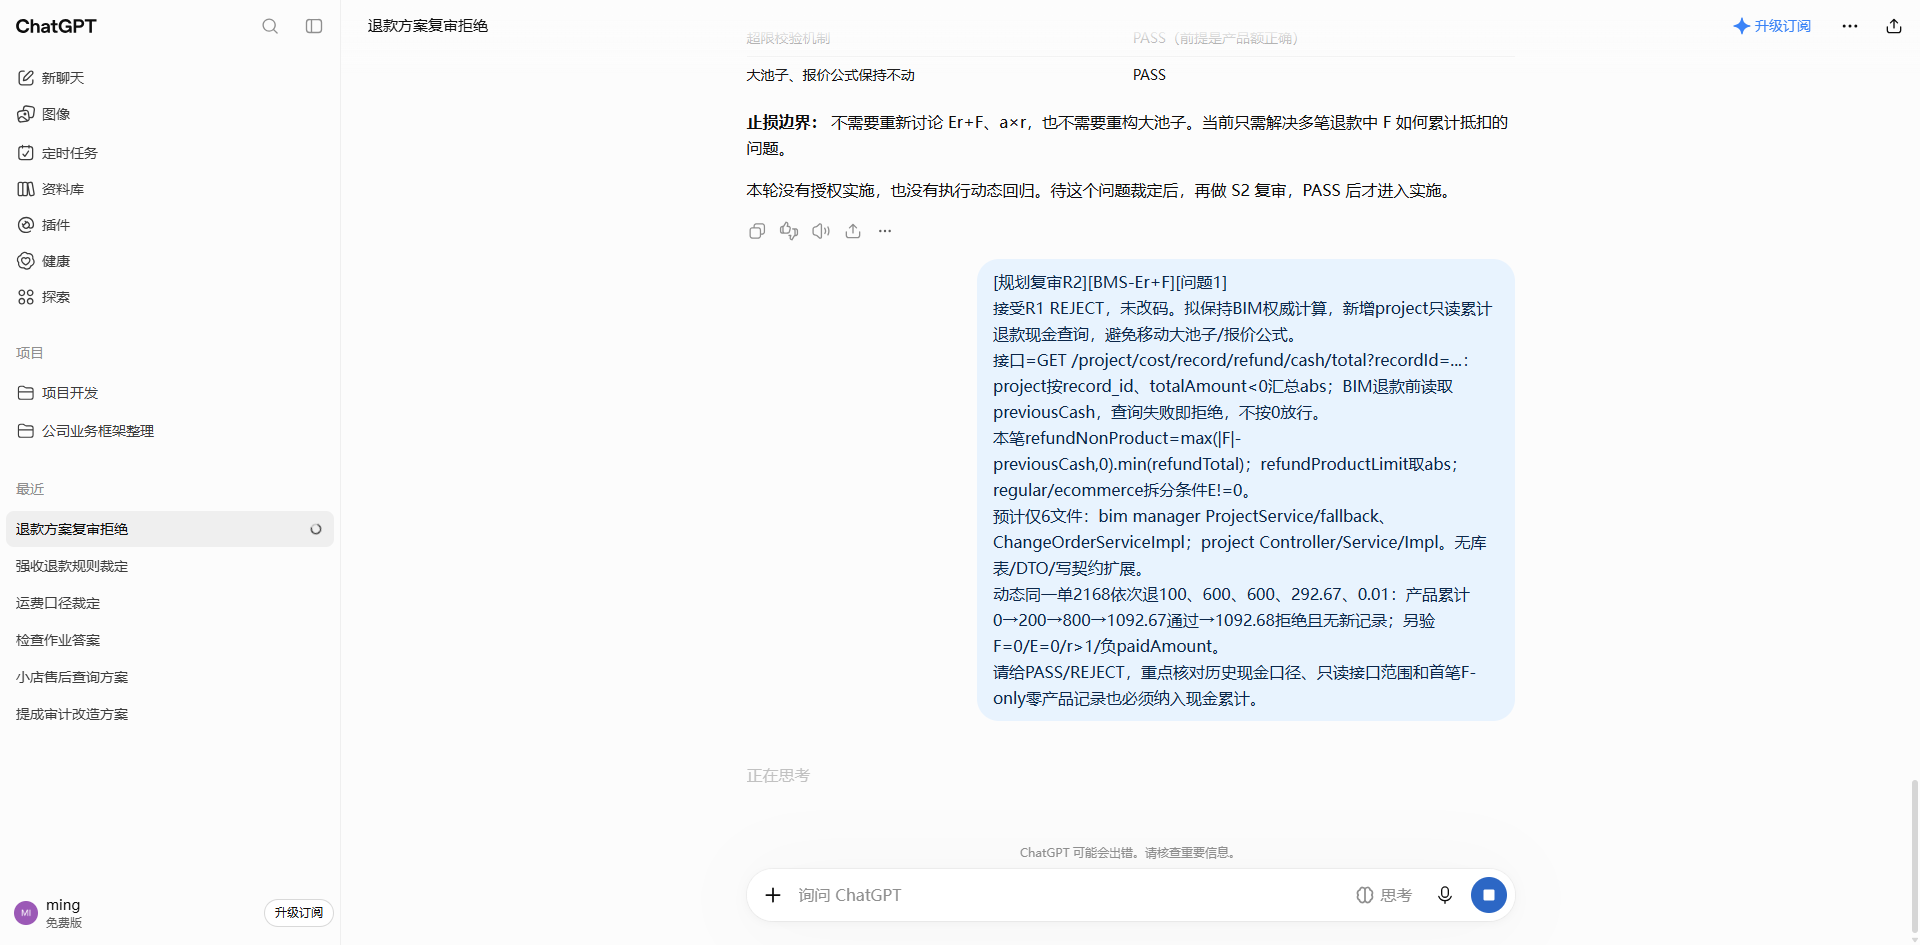 ChatGPT
新聊天
图像
定时任务
资料库
插件
健康
探索
项目
项目开发
公司业务框架整理
最近
退款方案复审拒绝
强收退款规则裁定
运费口径裁定
检查作业答案
小店售后查询方案
提成审计改造方案
MI
ming
免费版
升级订阅
退款方案复审拒绝
升级订阅
超限校验机制 PASS（前提是产品额正确）
大池子、报价公式保持不动 PASS
止损边界： 不需要重新讨论 Er+F、a×r，也不需要重构大池子。当前只需解决多笔退款中 F 如何累计抵扣的
问题。
本轮没有授权实施，也没有执行动态回归。待这个问题裁定后，再做 S2 复审，PASS 后才进入实施。
[规划复审R2][BMS-Er+F][问题1]
接受R1 REJECT，未改码。拟保持BIM权威计算，新增project只读累计
退款现金查询，避免移动大池子/报价公式。
接口=GET /project/cost/record/refund/cash/total?recordId=...：
project按record_id、totalAmount<0汇总abs；BIM退款前读取
previousCash，查询失败即拒绝，不按0放行。
本笔refundNonProduct=max(|F|-
previousCash,0).min(refundTotal)；refundProductLimit取abs；
regular/ecommerce拆分条件E!=0。
预计仅6文件：bim manager ProjectService/fallback、
ChangeOrderServiceImpl；project Controller/Service/Impl。无库
表/DTO/写契约扩展。
动态同一单2168依次退100、600、600、292.67、0.01：产品累计
0→200→800→1092.67通过→1092.68拒绝且无新记录；另验
F=0/E=0/r>1/负paidAmount。
请给PASS/REJECT，重点核对历史现金口径、只读接口范围和首笔F-
only零产品记录也必须纳入现金累计。
正在思考
ChatGPT 可能会出错。请核查重要信息。
询问 ChatGPT
思考